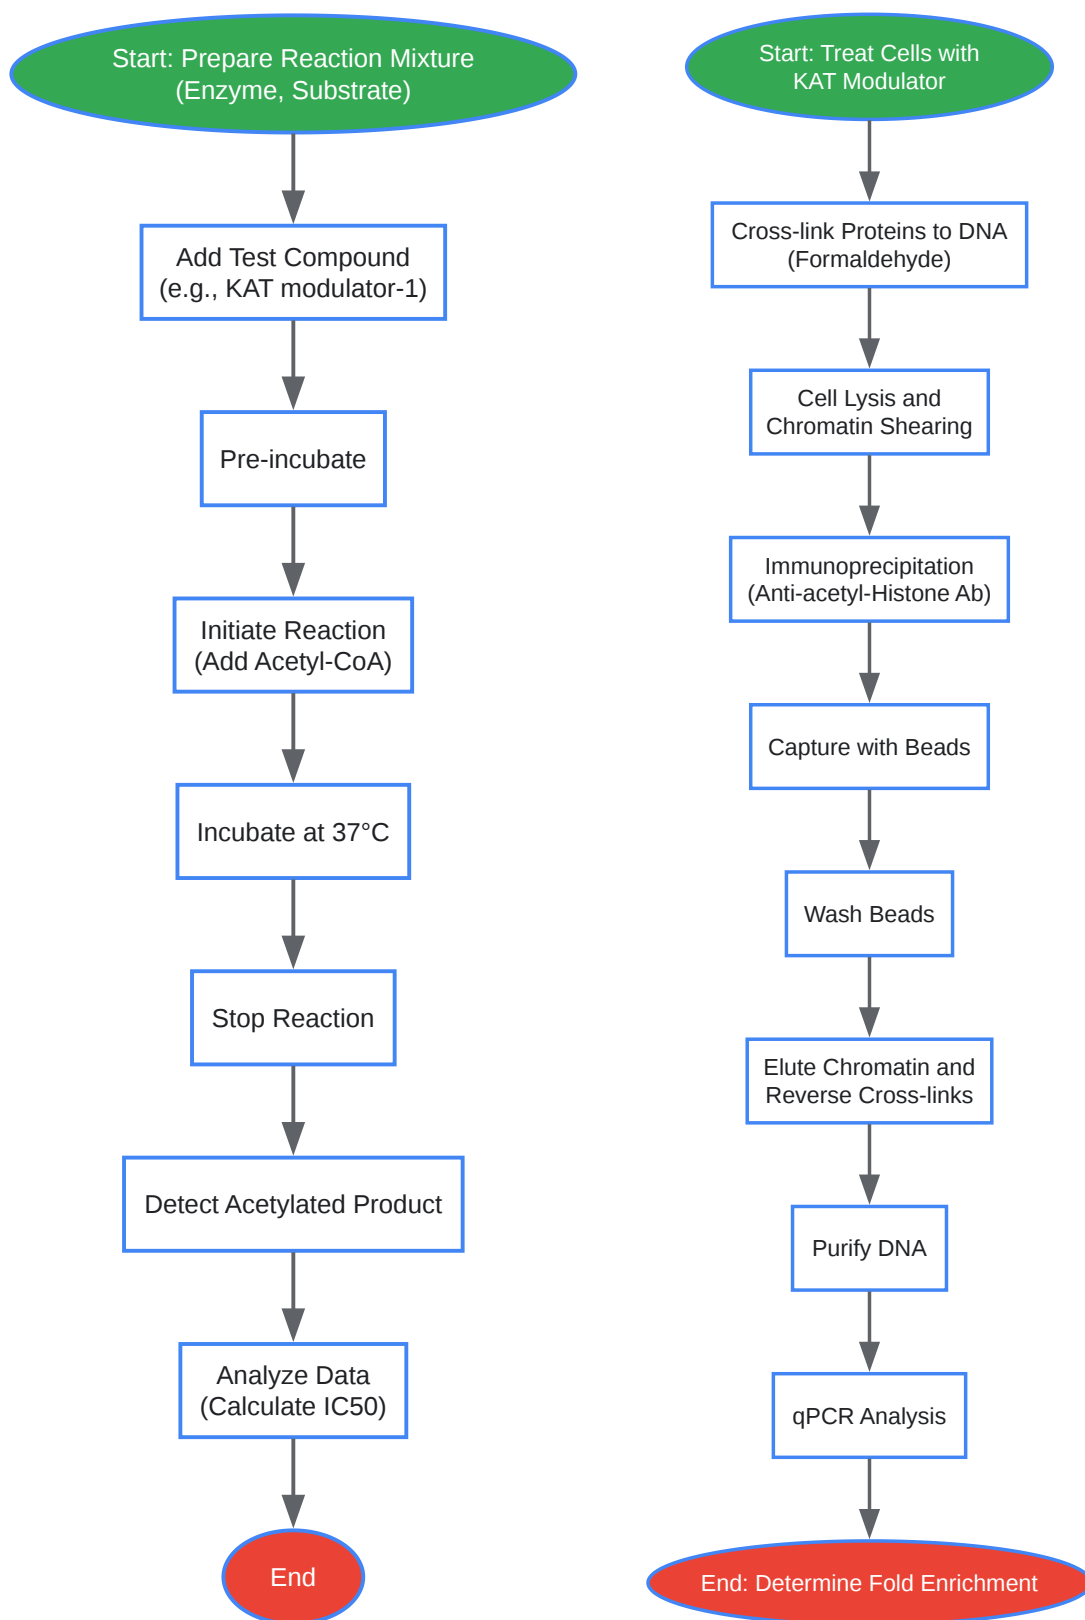 Start: Prepare Reaction Mixture
(Enzyme, Substrate)
Add Test Compound
(e.g., KAT modulator-1)
Pre-incubate
Initiate Reaction
(Add Acetyl-CoA)
Incubate at 37°C
Stop Reaction
Detect Acetylated Product
Analyze Data
(Calculate IC50)
End
Start: Treat Cells with
KAT Modulator
Cross-link Proteins to DNA
(Formaldehyde)
Cell Lysis and
Chromatin Shearing
Immunoprecipitation
(Anti-acetyl-Histone Ab)
Capture with Beads
Wash Beads
Elute Chromatin and
Reverse Cross-links
Purify DNA
qPCR Analysis
End: Determine Fold Enrichment